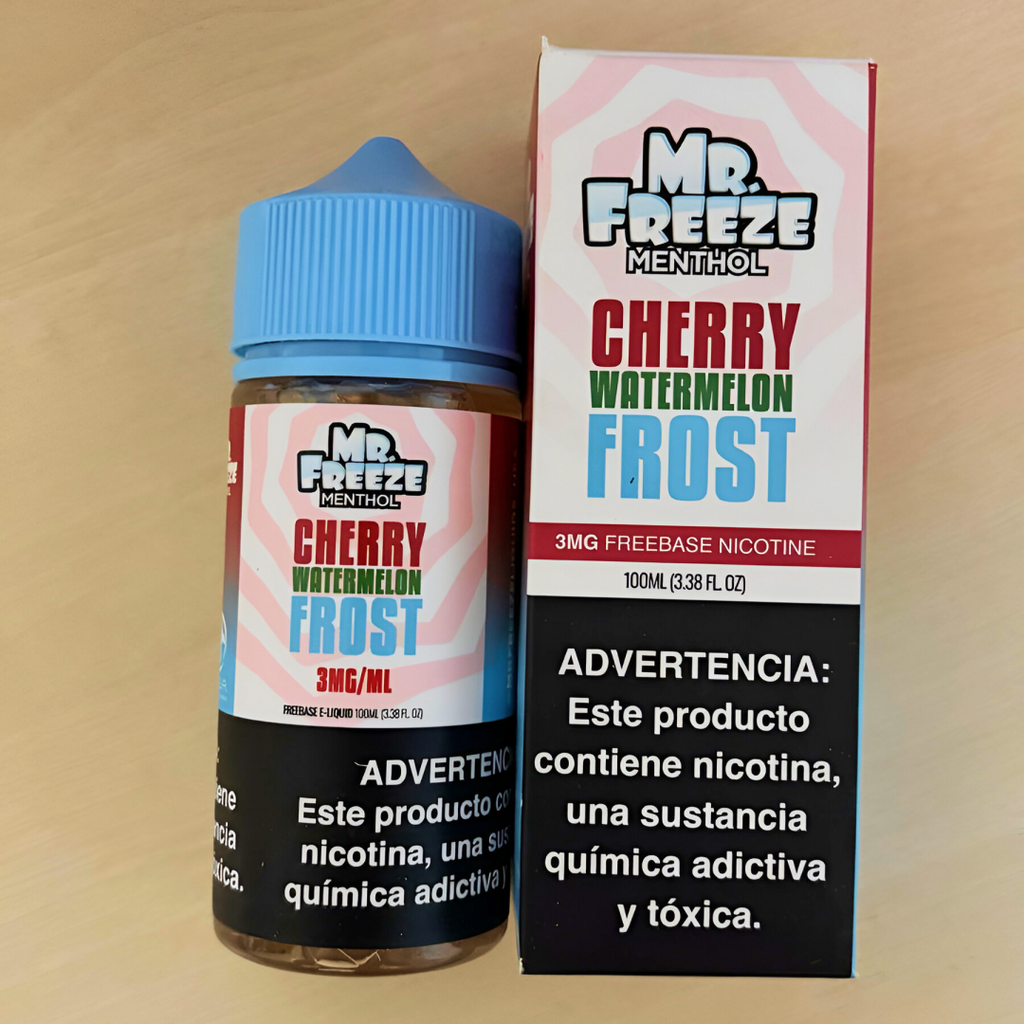 MR.
FREEZE
MENTHOL
CHERRY
WATERMELON
FROST
3MG/ML
FREEBASE E-LIQUID 100ML (3.38 FL. OZ)
ADVERTENC
Este producto co
nicotina, una sus
química adictiva y
ene
ncia
xica.
MR.
FREEZE
MENTHOL
CHERRY
WATERMELON
FROST
3MG FREEBASE NICOTINE
100ML (3.38 FL. OZ)
ADVERTENCIA:
Este producto
contiene nicotina,
una sustancia
química adictiva
y tóxica.